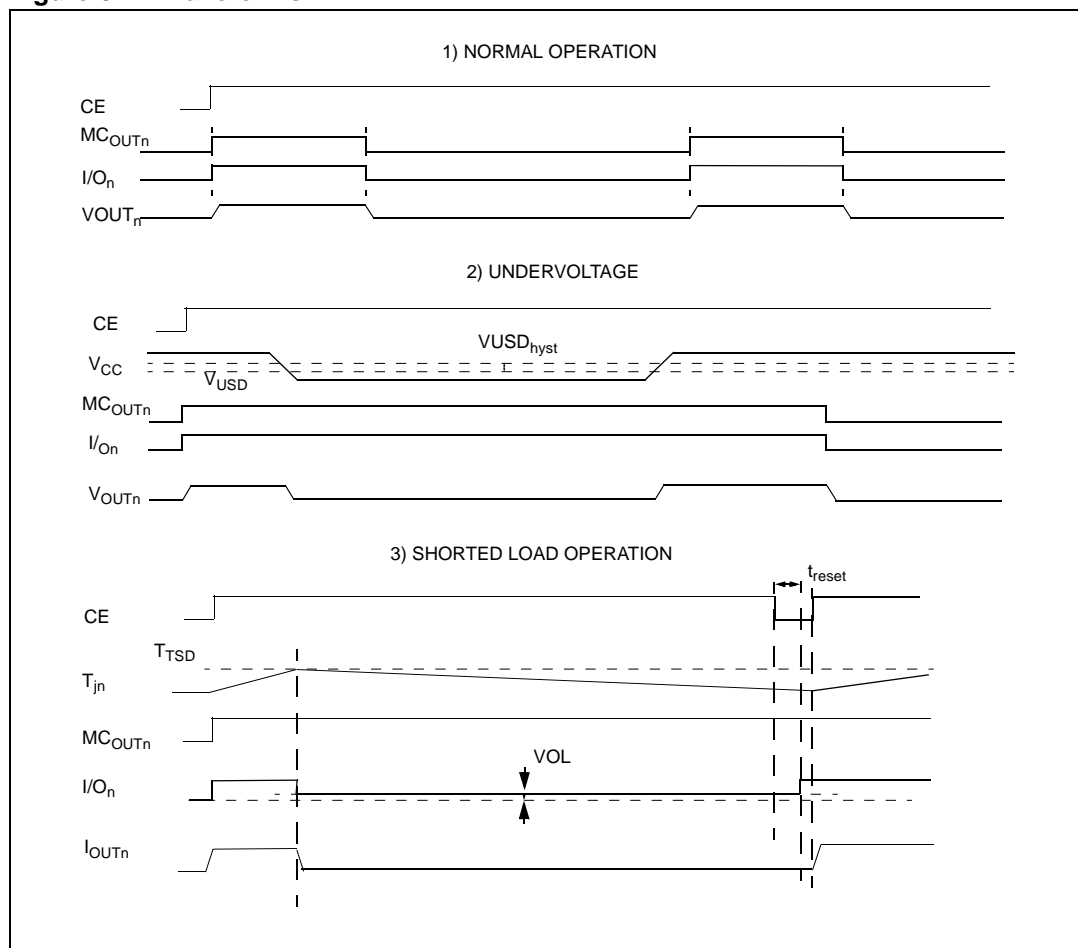 1) NORMAL OPERATION
CE
MCOUTn
I/On
VOUTn
2) UNDERVOLTAGE
CE
VUSDhyst
VCC
VUSD
MCOUTn
I/On
VOUTn
3) SHORTED LOAD OPERATION
treset
CE
TTSD
Tjn
MCOUTn
VOL
I/On
IOUTn